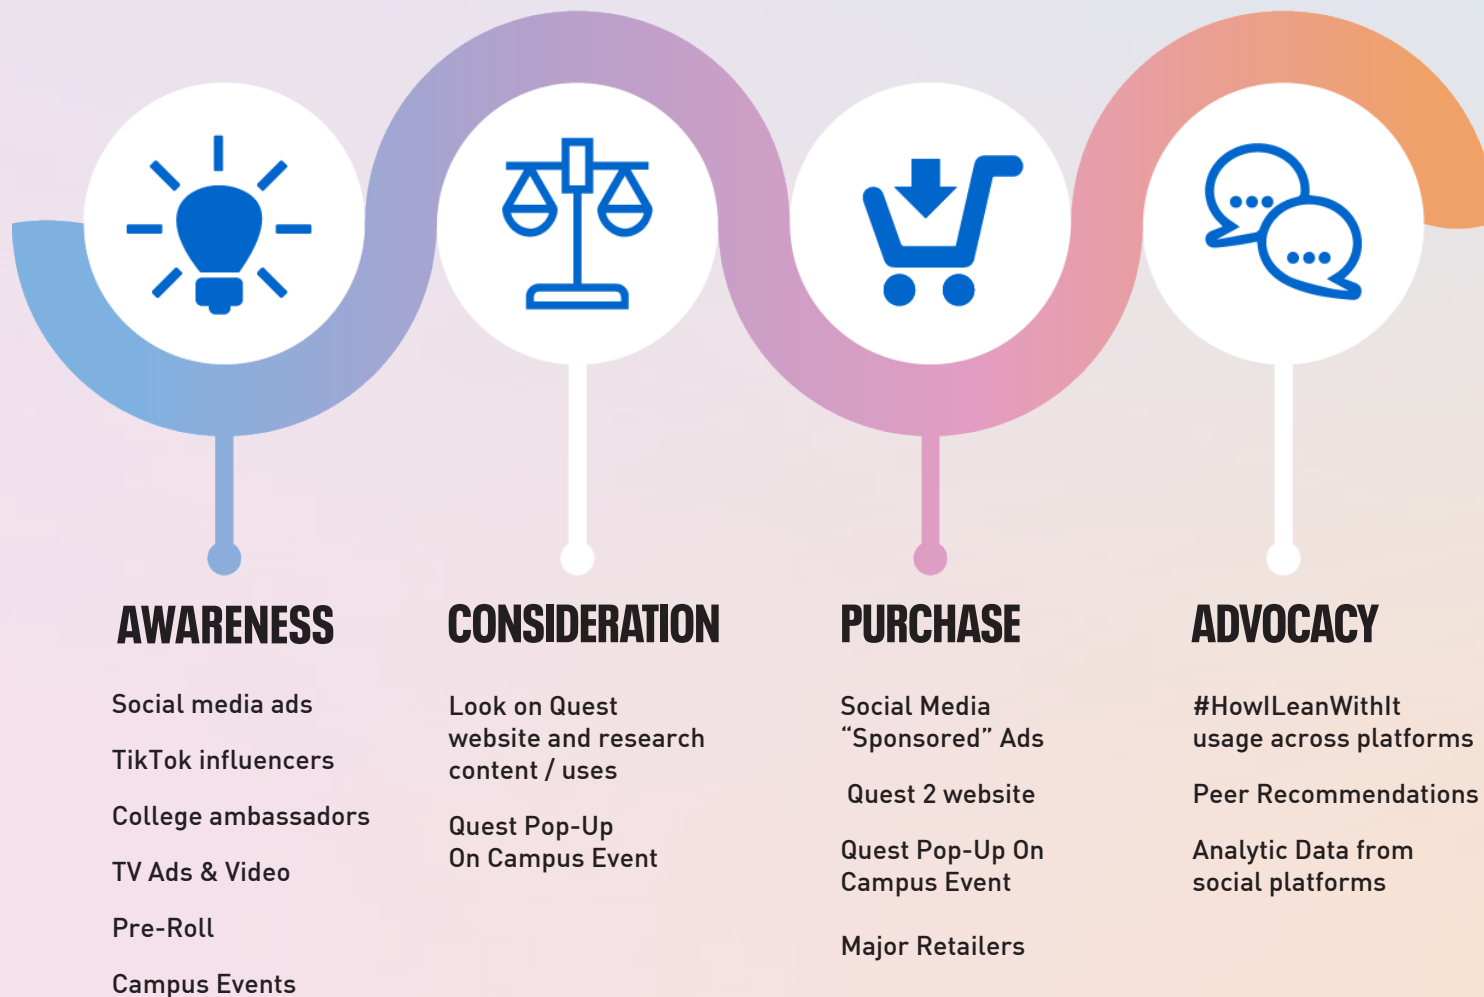 AWARENESS
Social media ads
TikTok influencers
College ambassadors
TV Ads & Video
Pre-Roll
Campus Events
CONSIDERATION
Look on Quest
website and research
content / uses
Quest Pop-Up
On Campus Event
PURCHASE
Social Media
“Sponsored” Ads
Quest 2 website
Quest Pop-Up On
Campus Event
Major Retailers
ADVOCACY
#HowILeanWithIt
usage across platforms
Peer Recommendations
Analytic Data from
social platforms